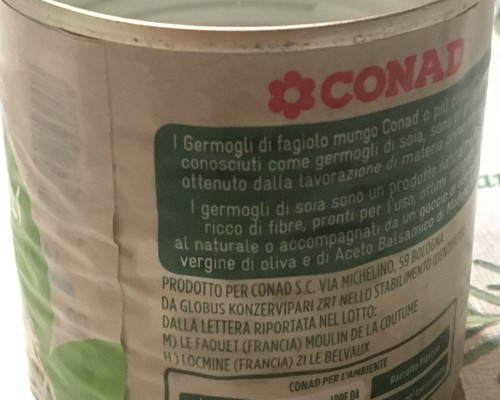 CONAD
I Germogli di fagiolo mungo Conad o più
conosciuti come germogli di soia, sono
ottenuto dalla lavorazione di materia
I germogli di soia sono un prodotto
ricco di fibre, pronti per l'uso, ottimi
al naturale o accompagnati da un goccio
vergine di oliva e di Aceto Balsamico di
PRODOTTO PER CONAD S.C. VIA MICHELINO, 59 BOLOGNA
DA GLOBUS KONZERVIPARI ZRT NELLO STABILIMENTO
DALLA LETTERA RIPORTATA NEL LOTTO:
M) LE FAOUET (FRANCIA) MOULIN DE LA COUTUME
H) LOCMINE (FRANCIA) ZI LE BELVAUX
CONAD PER L'AMBIENTE
Raccolta